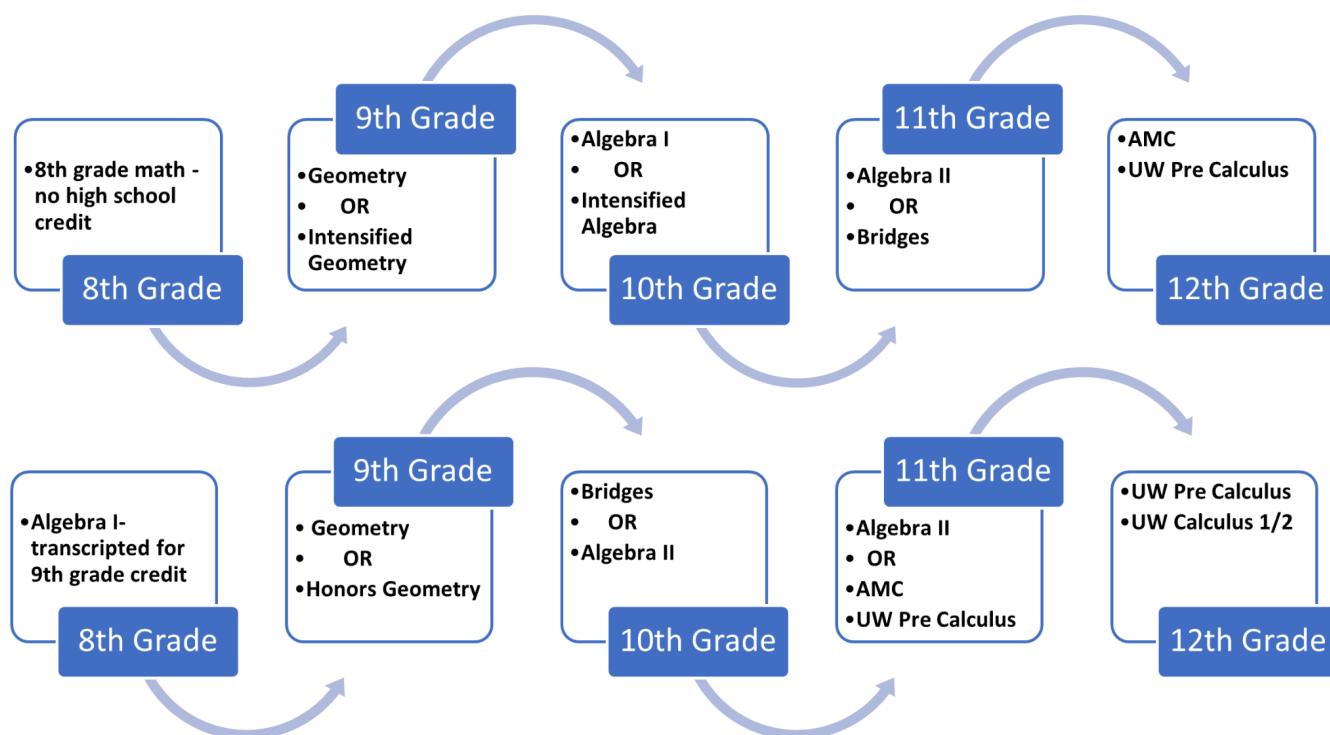 •8th grade math -
no high school
credit
8th Grade
9th Grade
•Geometry
• OR
•Intensified
Geometry
•Algebra I
• OR
•Intensified
Algebra
10th Grade
11th Grade
•Algebra II
• OR
•Bridges
•AMC
•UW Pre Calculus
12th Grade
•Algebra I-
transcripted for
9th grade credit
8th Grade
9th Grade
• Geometry
• OR
•Honors Geometry
•Bridges
• OR
•Algebra II
10th Grade
11th Grade
•Algebra II
• OR
•AMC
•UW Pre Calculus
•UW Pre Calculus
•UW Calculus 1/2
12th Grade